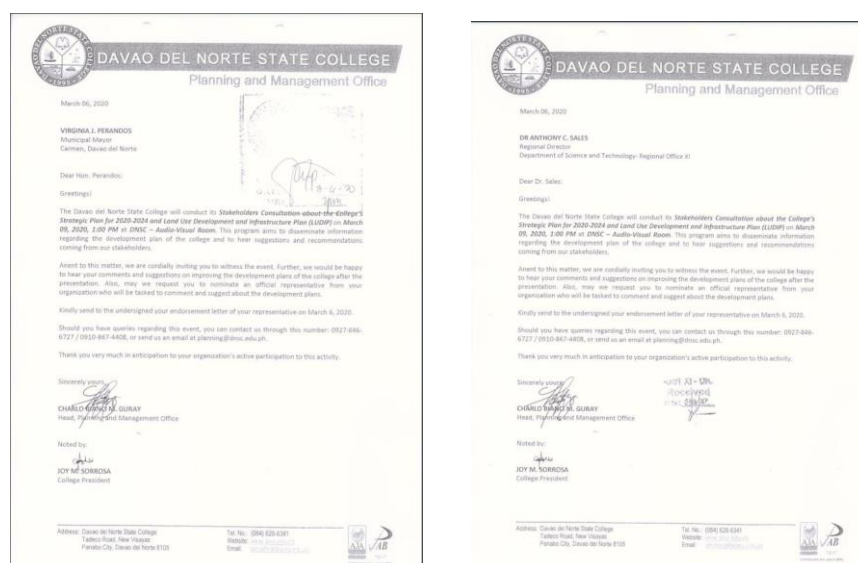 DAVAO DEL NORTE STATE COLLEGE
Planning and Management Office
March 06, 2020
VIRGINIA J. PERANDOS
Municipal Mayor
Carmen, Davao del Norte
Dear Hon. Perandos:
Greetings!
The Davao del Norte State College will conduct its Stakeholders Consultation about the College's
Strategic Plan for 2020-2024 and Land Use Development and Infrastructure Plan (LUDIP) on March
09, 2020, 1:00 PM at DNSC – Audio-Visual Room. This program aims to disseminate information
regarding the development plan of the college and to hear suggestions and recommendations
coming from our stakeholders.
Anent to this matter, we are cordially inviting you to witness the event. Further, we would be happy
to hear your comments and suggestions on improving the development plans of the college after the
presentation. Also, may we request you to nominate an official representative from your
organization who will be tasked to comment and suggest about the development plans.
Kindly send to the undersigned your endorsement letter of your representative on March 6, 2020.
Should you have queries regarding this event, you can contact us through this number: 0927-846-
6727 / 0910-867-4408, or send us an email at planning@dnsc.edu.ph.
Thank you very much in anticipation to your organization's active participation to this activity.
Sincerely yours,
CHARLO BIANCI M. GURAY
Head, Planning and Management Office
Noted by:
JOY M. SORROSA
College President
Address: Davao del Norte State College
Tadeco Road, New Visayas
Panabo City, Davao del Norte 8105
Tel. No.: (084) 628-4341
Website:
Email:
DAVAO DEL NORTE STATE COLLEGE
Planning and Management Office
March 06, 2020
DR ANTHONY C. SALES
Regional Director
Department of Science and Technology- Regional Office XI
Dear Dr. Sales:
Greetings!
The Davao del Norte State College will conduct its Stakeholders Consultation about the College's
Strategic Plan for 2020-2024 and Land Use Development and Infrastructure Plan (LUDIP) on March
09, 2020, 1:00 PM at DNSC – Audio-Visual Room. This program aims to disseminate information
regarding the development plan of the college and to hear suggestions and recommendations
coming from our stakeholders.
Anent to this matter, we are cordially inviting you to witness the event. Further, we would be happy
to hear your comments and suggestions on improving the development plans of the college after the
presentation. Also, may we request you to nominate an official representative from your
organization who will be tasked to comment and suggest about the development plans.
Kindly send to the undersigned your endorsement letter of your representative on March 6, 2020.
Should you have queries regarding this event, you can contact us through this number: 0927-846-
6727 / 0910-867-4408, or send us an email at planning@dnsc.edu.ph.
Thank you very much in anticipation to your organization's active participation to this activity.
Sincerely yours,
Received
CHARLO BIANCI M. GURAY
Head, Planning and Management Office
Noted by:
JOY M. SORROSA
College President
Address: Davao del Norte State College
Tadeco Road, New Visayas
Panabo City, Davao del Norte 8105
Tel. No.: (084) 628-4341
Website:
Email: